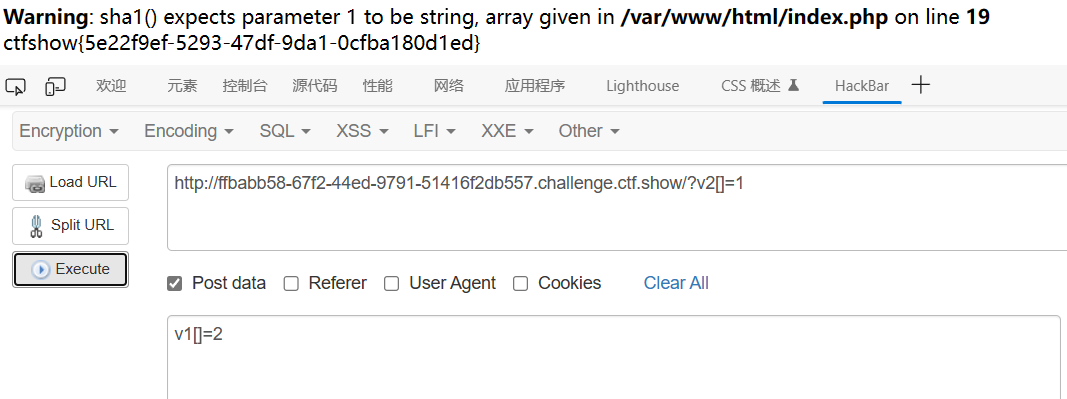 Warning: sha1() expects parameter 1 to be string, array given in /var/www/html/index.php on line 19
ctfshow{5e22f9ef-5293-47df-9da1-0cfba180d1ed}
欢迎 元素 控制台 源代码 性能 网络 应用程序 Lighthouse CSS 概述 HackBar
Encryption Encoding SQL XSS LFI XXE Other
Load URL
http://ffbabb58-67f2-44ed-9791-51416f2db557.challenge.ctf.show/?v2[]=1
Split URL
Execute
Post data Referer User Agent Cookies Clear All
v1[]=2